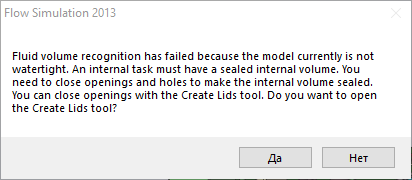 Flow Simulation 2013
Fluid volume recognition has failed because the model currently is not
watertight. An internal task must have a sealed internal volume. You
need to close openings and holes to make the internal volume sealed.
You can close openings with the Create Lids tool. Do you want to open
the Create Lids tool?
Да
Нет